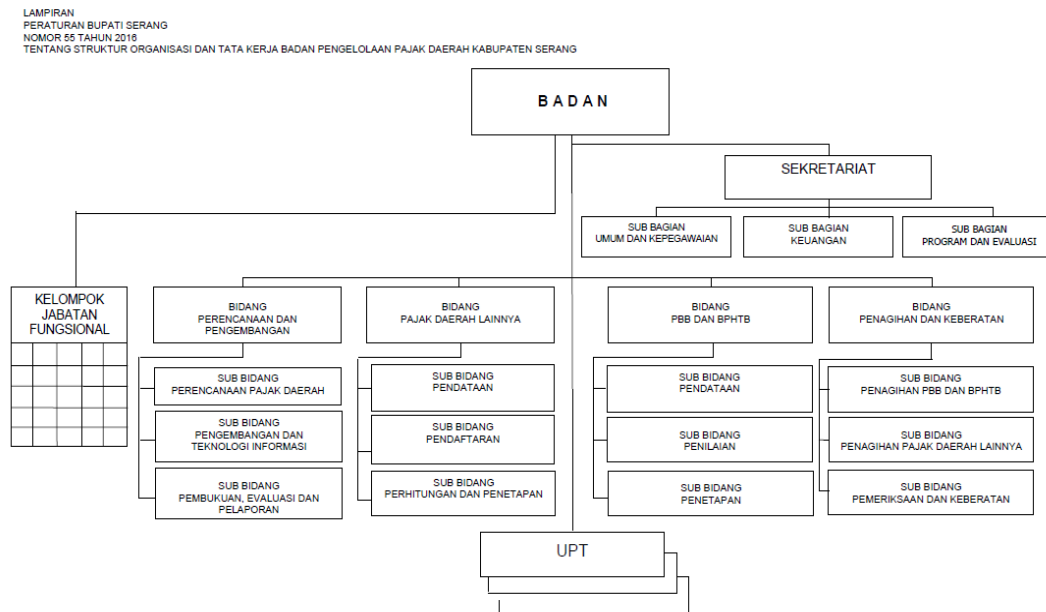 LAMPIRAN
PERATURAN BUPATI SERANG
NOMOR 55 TAHUN 2016
TENTANG STRUKTUR ORGANISASI DAN TATA KERJA BADAN PENGELOLAAN PAJAK DAERAH KABUPATEN SERANG
B A D A N
SEKRETARIAT
SUB BAGIAN
UMUM DAN KEPEGAWAIAN
SUB BAGIAN
KEUANGAN
SUB BAGIAN
PROGRAM DAN EVALUASI
KELOMPOK
JABATAN
FUNGSIONAL
BIDANG
PERENCANAAN DAN
PENGEMBANGAN
BIDANG
PAJAK DAERAH LAINNYA
BIDANG
PBB DAN BPHTB
BIDANG
PENAGIHAN DAN KEBERATAN
SUB BIDANG
PERENCANAAN PAJAK DAERAH
SUB BIDANG
PENGEMBANGAN DAN
TEKNOLOGI INFORMASI
SUB BIDANG
PEMBUKUAN, EVALUASI DAN
PELAPORAN
SUB BIDANG
PENDATAAN
SUB BIDANG
PENDAFTARAN
SUB BIDANG
PERHITUNGAN DAN PENETAPAN
SUB BIDANG
PENDATAAN
SUB BIDANG
PENILAIAN
SUB BIDANG
PENETAPAN
SUB BIDANG
PENAGIHAN PBB DAN BPHTB
SUB BIDANG
PENAGIHAN PAJAK DAERAH LAINNYA
SUB BIDANG
PEMERIKSAAN DAN KEBERATAN
UPT